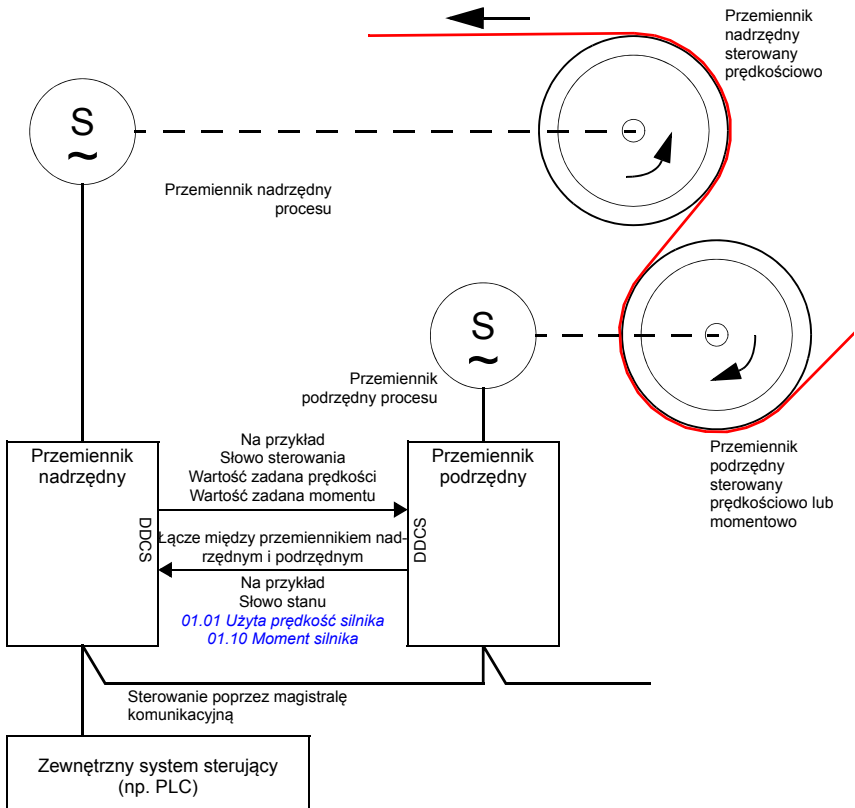 Przemiennik
nadrzędny
sterowany
prędkościowo
S
~
Przemiennik nadrzędny
procesu
S
~
Przemiennik
podrzędny procesu
Przemiennik
podrzędny
sterowany
prędkościowo lub
momentowo
Przemiennik
nadrzędny
DDCS
Na przykład
Słowo sterowania
Wartość zadana prędkości
Wartość zadana momentu
Łącze między przemiennikiem nad-
rzędnym i podrzędnym
Na przykład
Słowo stanu
01.01 Użyta prędkość silnika
01.10 Moment silnika
Przemiennik
podrzędny
DDCS
Sterowanie poprzez magistralę
komunikacyjną
Zewnętrzny system sterujący
(np. PLC)